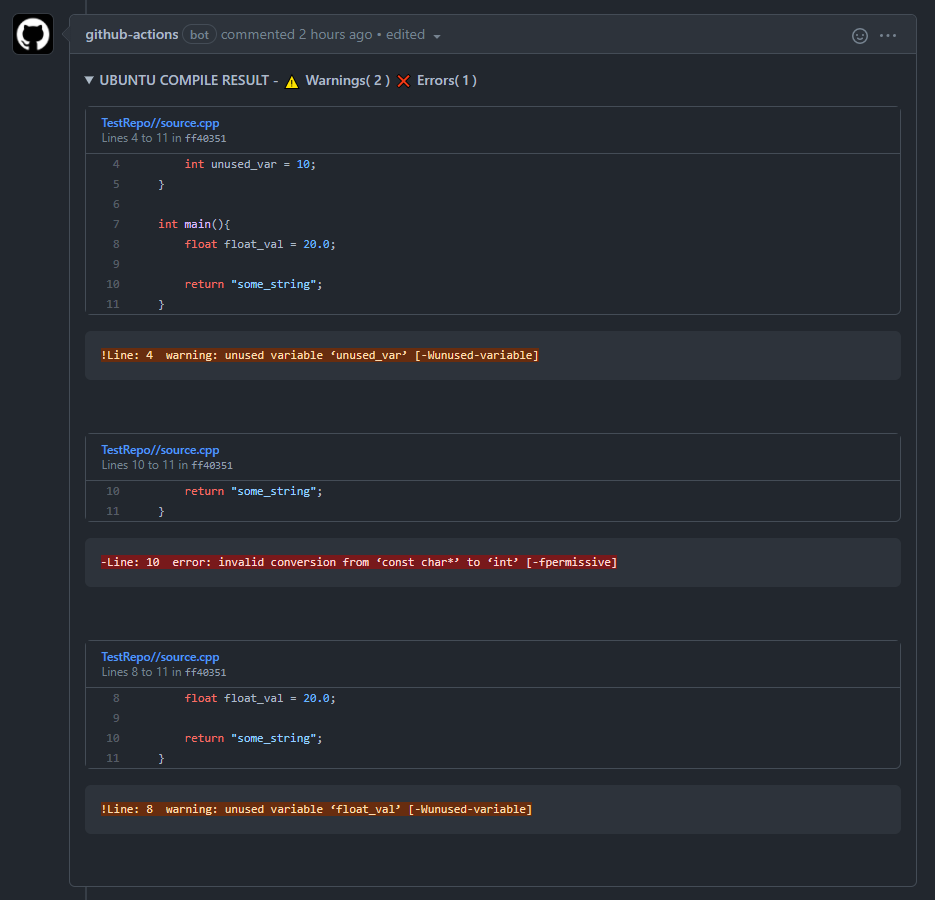 github-actions bot commented 2 hours ago • edited
UBUNTU COMPILE RESULT - ⚠ Warnings( 2 ) ❌ Errors( 1 )
TestRepo//source.cpp
Lines 4 to 11 in ff40351
4 int unused_var = 10;
5 }
6
7 int main(){
8 float float_val = 20.0;
9
10 return "some_string";
11 }
!Line: 4  warning: unused variable ‘unused_var’ [-Wunused-variable]
TestRepo//source.cpp
Lines 10 to 11 in ff40351
10 return "some_string";
11 }
-Line: 10  error: invalid conversion from ‘const char*’ to ‘int’ [-fpermissive]
TestRepo//source.cpp
Lines 8 to 11 in ff40351
8 float float_val = 20.0;
9
10 return "some_string";
11 }
!Line: 8  warning: unused variable ‘float_val’ [-Wunused-variable]